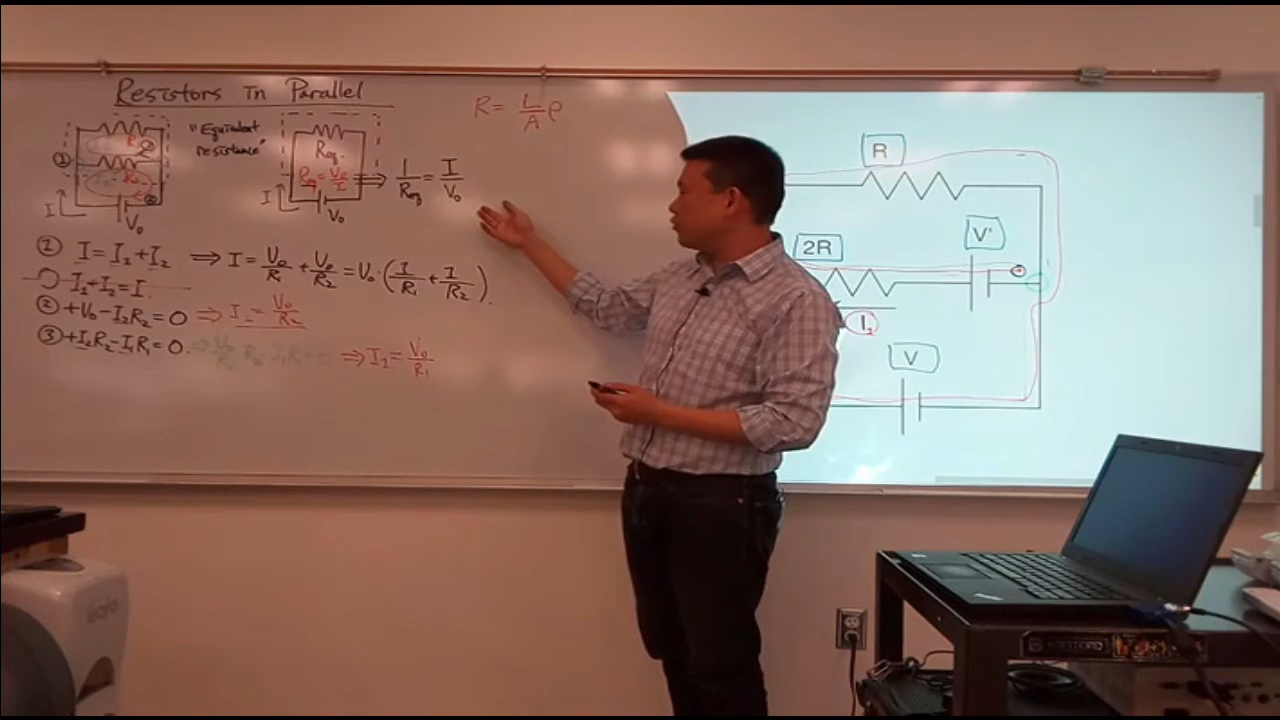 Resistors in Parallel
R = L/A ρ
"Equivalent
resistance"
V₀
I
Req.
Req = V₀/I ⇒ 1/Req = I/V₀
I
V₀
① I = I₁ + I₂ ⇒ I = V₀/R₁ + V₀/R₂ = V₀·(1/R₁ + 1/R₂).
I₁ + I₂ = I.
② +V₀ - I₂R₂ = 0 ⇒ I₂ = V₀/R₂
③ +I₂R₂ - I₁R₁ = 0. ⇒ I₁ = V₀/R₁
R
2R
V'
I₂
V